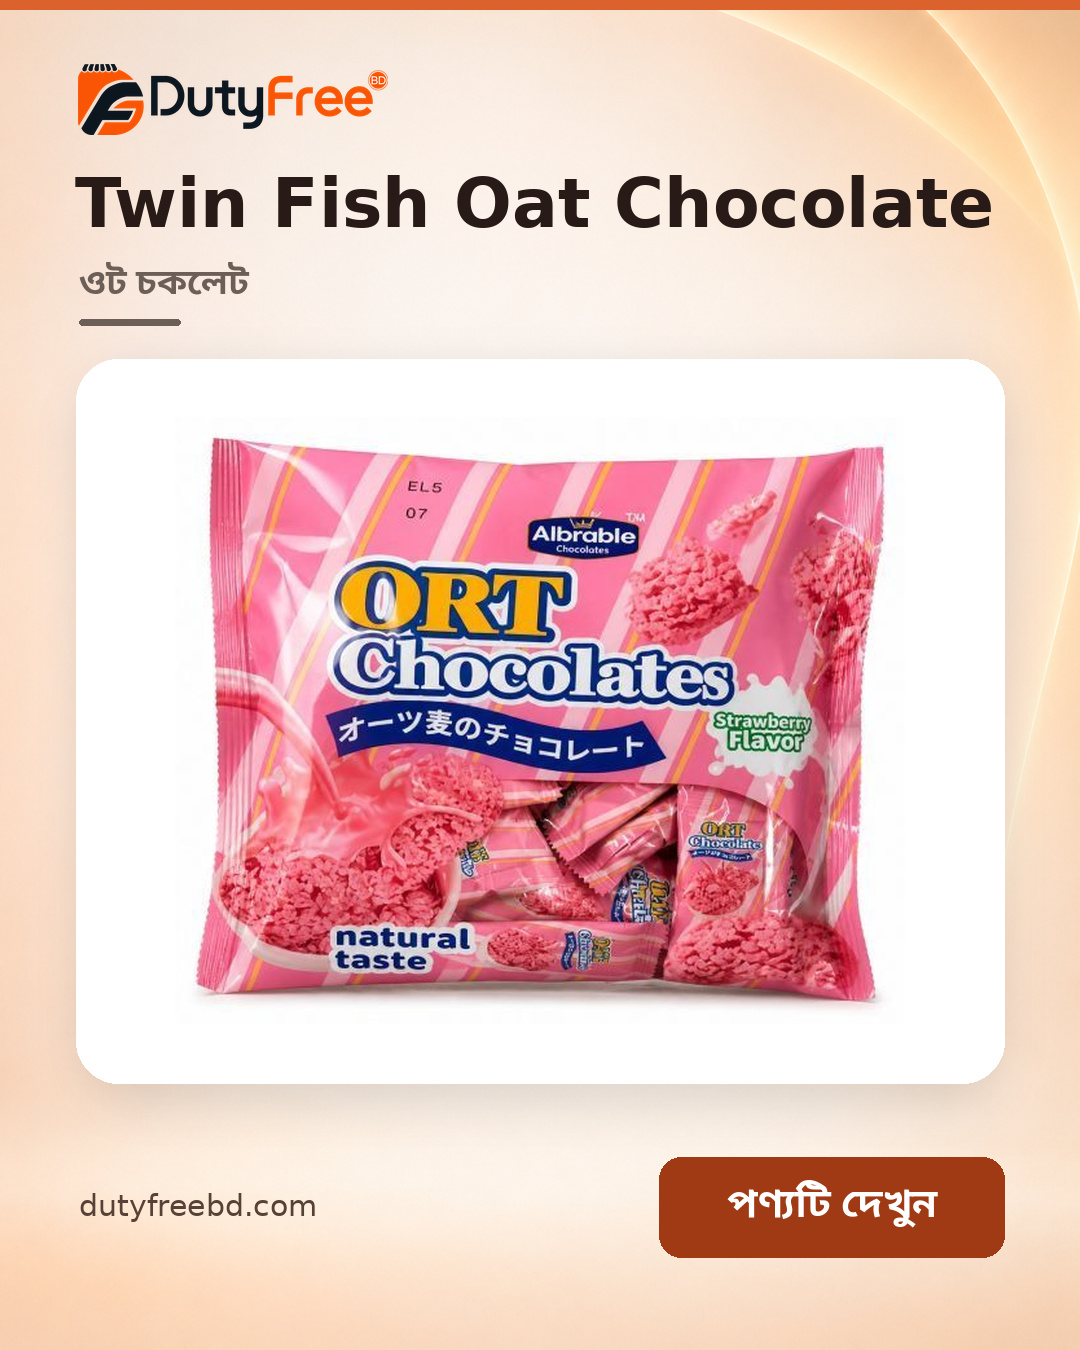 DutyFree BD
Twin Fish Oat Chocolate
ওট চকলেট
EL5
07
Albrable TM
Chocolates
ORT
Chocolates
オーツ麦のチョコレート
Strawberry
Flavor
ORT
Chocolate
natural
taste
dutyfreebd.com
পণ্যটি দেখুন